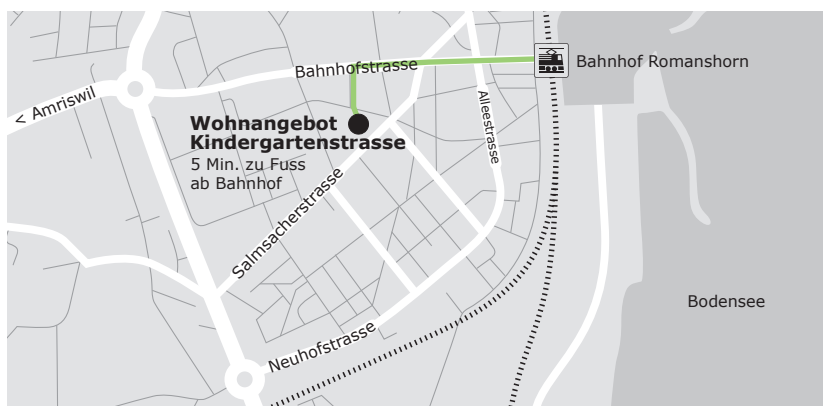 Bahnhofstrasse
Bahnhof Romanshorn
< Amriswil
Alleestrasse
Wohnangebot
Kindergartenstrasse
5 Min. zu Fuss
ab Bahnhof
Salmsacherstrasse
Bodensee
Neuhofstrasse